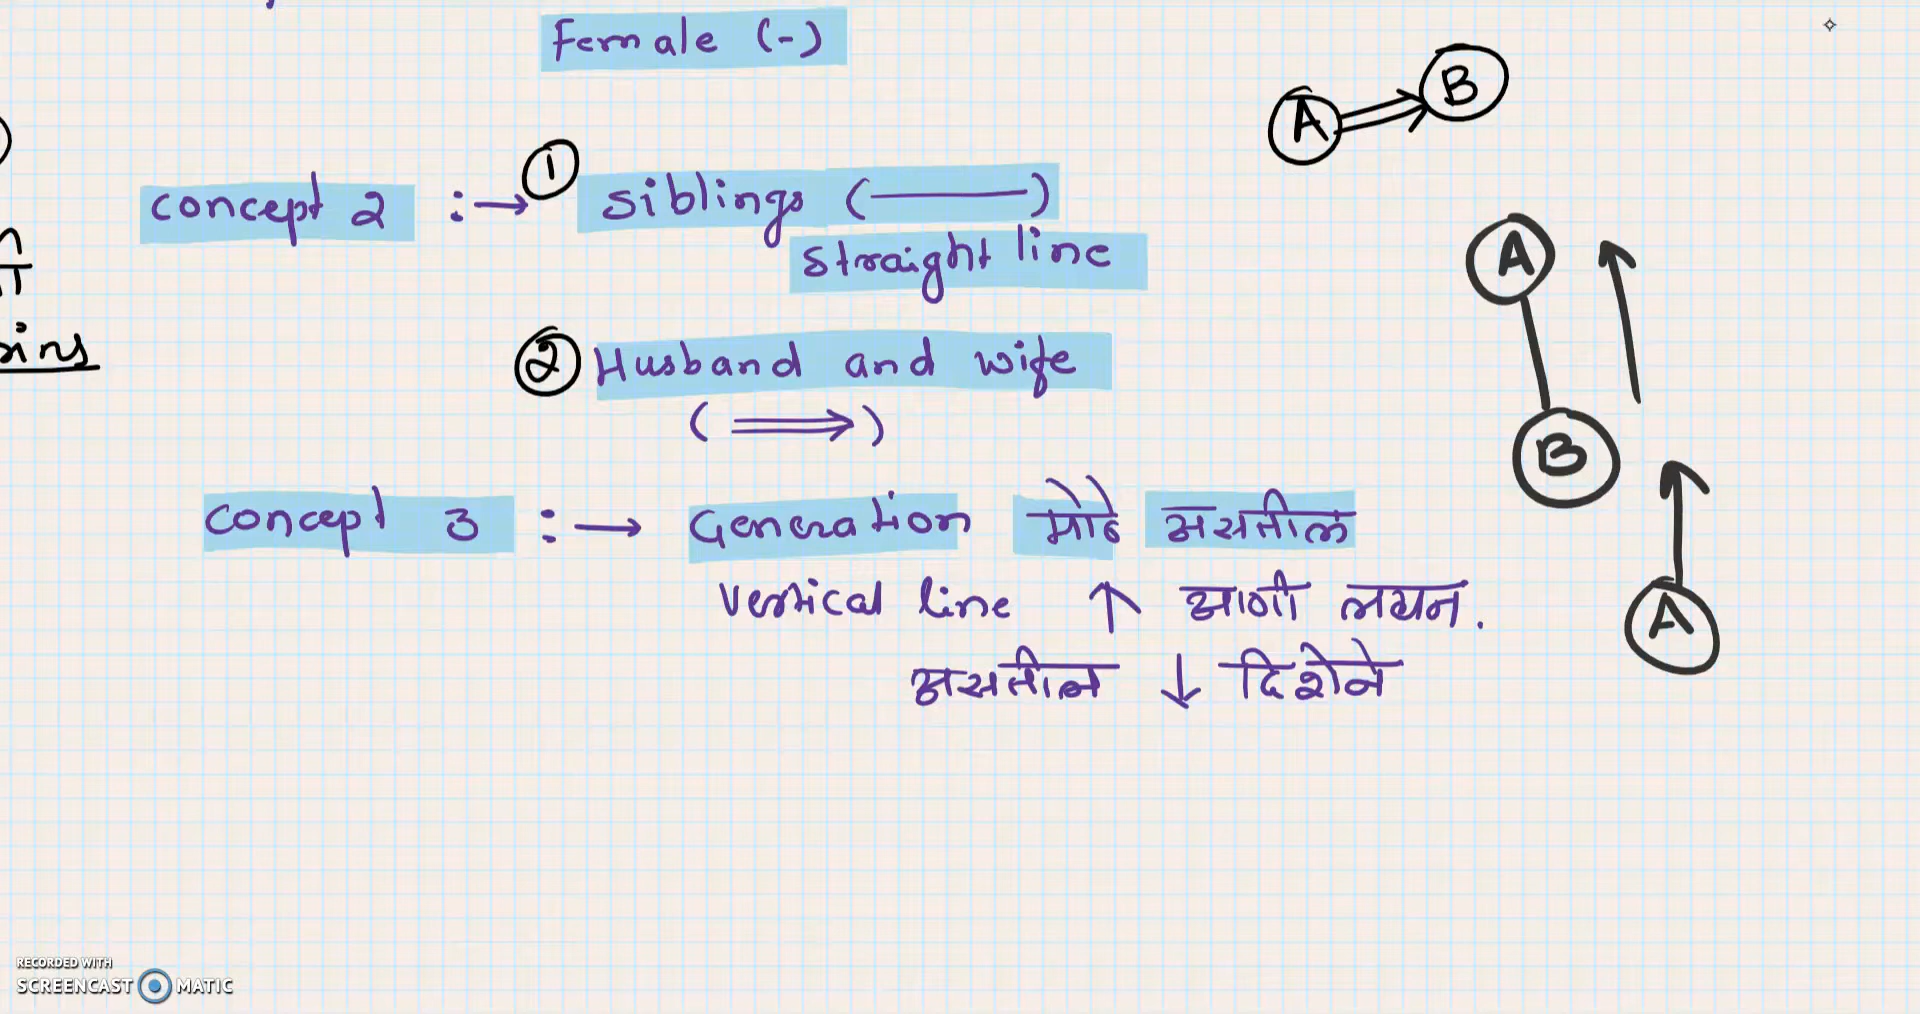 Female (-)
concept 2 :→ ① siblings (———)
straight line
② Husband and wife
(⟹)
concept 3 :→ Generation मोठे असतील
vertical line ↑ आणी लहान.
असतील ↓ दिशेने
A ⟹ B
A
B
A
RECORDED WITH
SCREENCAST MATIC